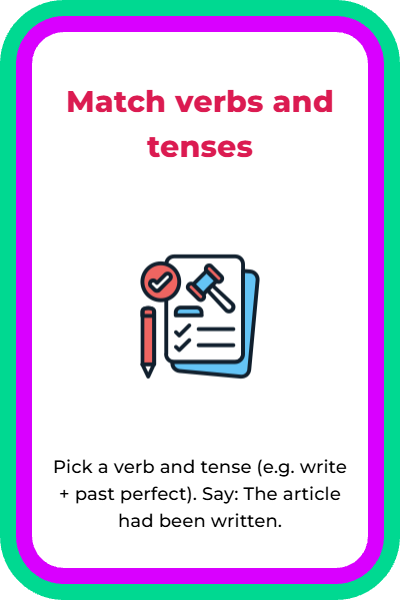 Match verbs and
tenses
Pick a verb and tense (e.g. write
+ past perfect). Say: The article
had been written.